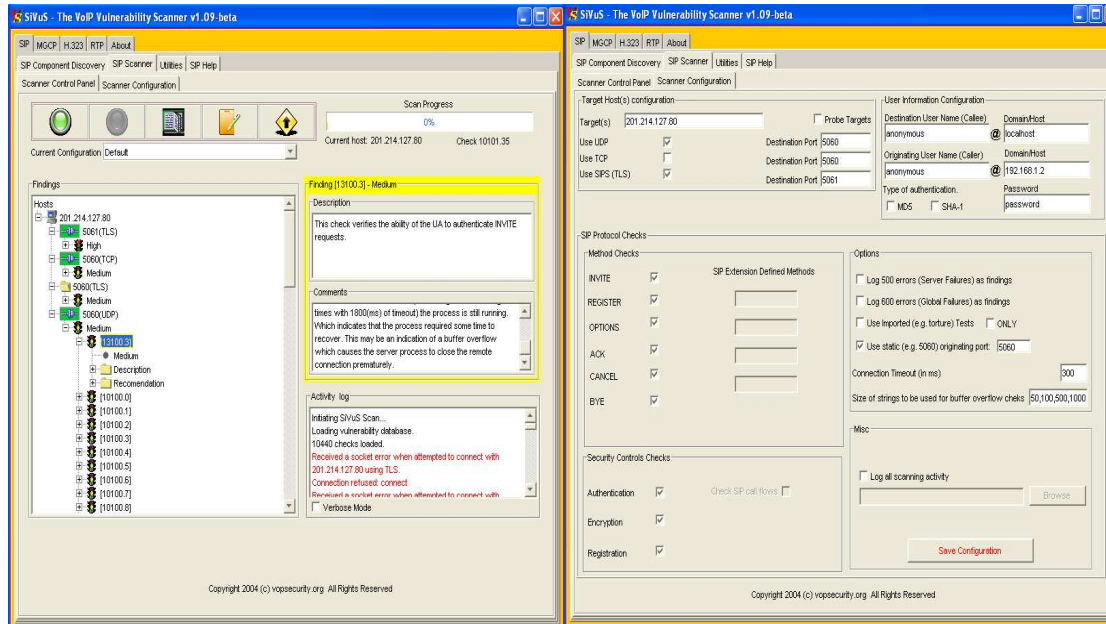 SiVuS - The VoIP Vulnerability Scanner v1.09-beta
SIP MGCP H.323 RTP About
SIP Component Discovery SIP Scanner Utilities SIP Help
Scanner Control Panel Scanner Configuration
Scan Progress
0%
Current host: 201.214.127.80 Check 10101.35
Current Configuration Default
Findings
Hosts
201.214.127.80
5061(TLS)
High
5060(TCP)
Medium
5060(TLS)
Medium
5060(UDP)
Medium
[13100.3]
Medium
Description
Recomendation
[10100.0]
[10100.1]
[10100.2]
[10100.3]
[10100.4]
[10100.5]
[10100.6]
[10100.7]
[10100.8]
Finding [13100.3] - Medium
Description
This check verifies the ability of the UA to authenticate INVITE
requests.
Comments
times with 1800(ms) of timeout) the process is still running.
Which indicates that the process required some time to
recover. This may be an indication of a buffer overflow
which causes the server process to close the remote
connection prematurely.
Activity log
Initiating SiVuS Scan...
Loading vulnerability database.
10440 checks loaded.
Received a socket error when attempted to connect with
201.214.127.80 using TLS.
Connection refused: connect
Received a socket error when attempted to connect with
Verbose Mode
Copyright 2004 (c) vopsecurity.org All Rights Reserved
SiVuS - The VoIP Vulnerability Scanner v1.09-beta
SIP MGCP H.323 RTP About
SIP Component Discovery SIP Scanner Utilities SIP Help
Scanner Control Panel Scanner Configuration
Target Host(s) configuration
Target(s) 201.214.127.80 Probe Targets
Use UDP Destination Port 5060
Use TCP Destination Port 5060
Use SIPS (TLS) Destination Port 5061
User Information Configuration
Destination User Name (Callee) Domain/Host
anonymous @ localhost
Originating User Name (Caller) Domain/Host
anonymous @ 192.168.1.2
Type of authentication. Password
MD5 SHA-1 password
SIP Protocol Checks
Method Checks
INVITE
REGISTER
OPTIONS
ACK
CANCEL
BYE
SIP Extension Defined Methods
Options
Log 500 errors (Server Failures) as findings
Log 600 errors (Global Failures) as findings
Use Imported (e.g. torture) Tests ONLY
Use static (e.g. 5060) originating port: 5060
Connection Timeout (in ms) 300
Size of strings to be used for buffer overflow cheks 50,100,500,1000
Security Controls Checks
Authentication Check SIP call flows
Encryption
Registration
Misc
Log all scanning activity
Browse
Save Configuration
Copyright 2004 (c) vopsecurity.org All Rights Reserved